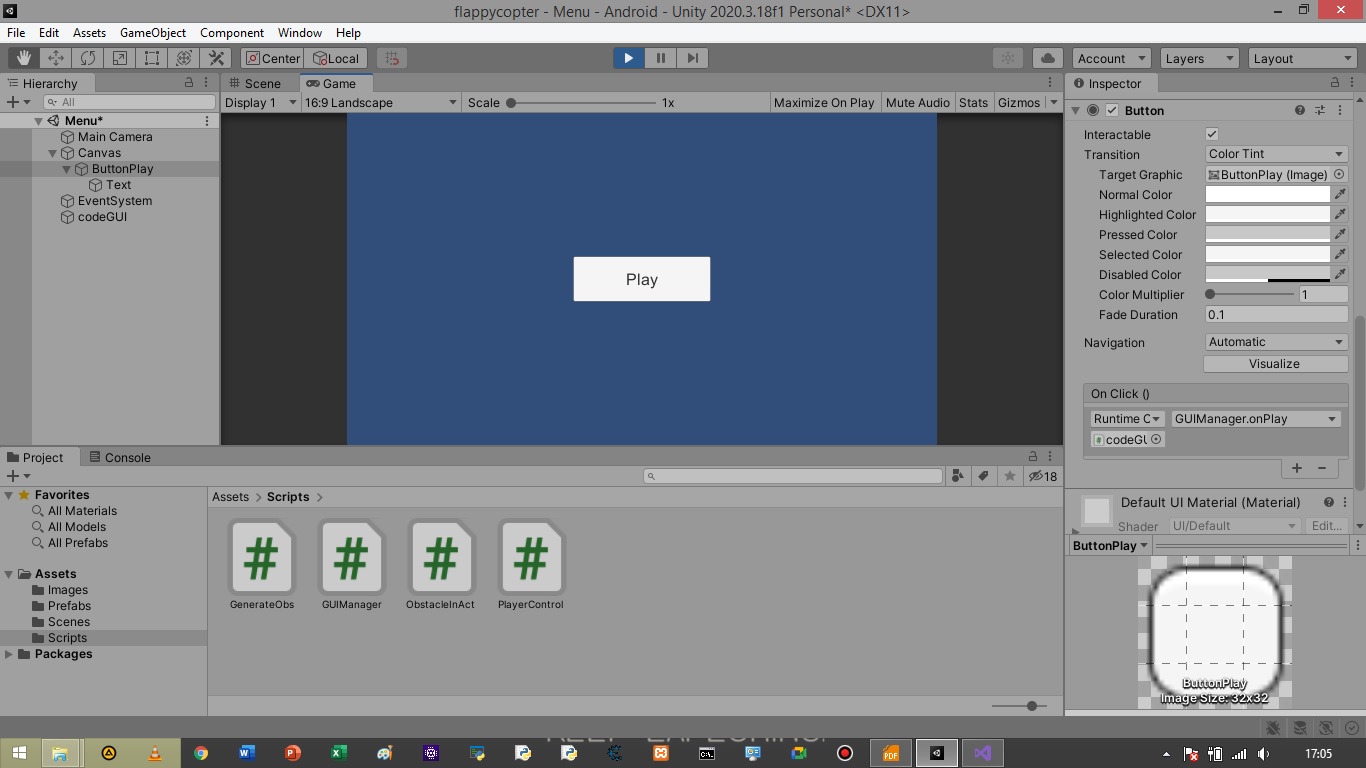 flappycopter - Menu - Android - Unity 2020.3.18f1 Personal* <DX11>
File Edit Assets GameObject Component Window Help
Center Local Account Layers Layout
Hierarchy Scene Game Inspector
All Display 1 16:9 Landscape Scale 1x Maximize On Play Mute Audio Stats Gizmos
Menu*
Main Camera
Canvas
ButtonPlay
Text
EventSystem
codeGUI
Play
Button
Interactable
Transition Color Tint
Target Graphic ButtonPlay (Image)
Normal Color
Highlighted Color
Pressed Color
Selected Color
Disabled Color
Color Multiplier 1
Fade Duration 0.1
Navigation Automatic
Visualize
On Click ()
Runtime C GUIManager.onPlay
codeGU
Default UI Material (Material)
Shader UI/Default Edit...
ButtonPlay
ButtonPlay
Image Size: 32x32
Project Console
18
Favorites
All Materials
All Models
All Prefabs
Assets
Images
Prefabs
Scenes
Scripts
Packages
Assets > Scripts >
GenerateObs GUIManager ObstacleInAct PlayerControl
17:05